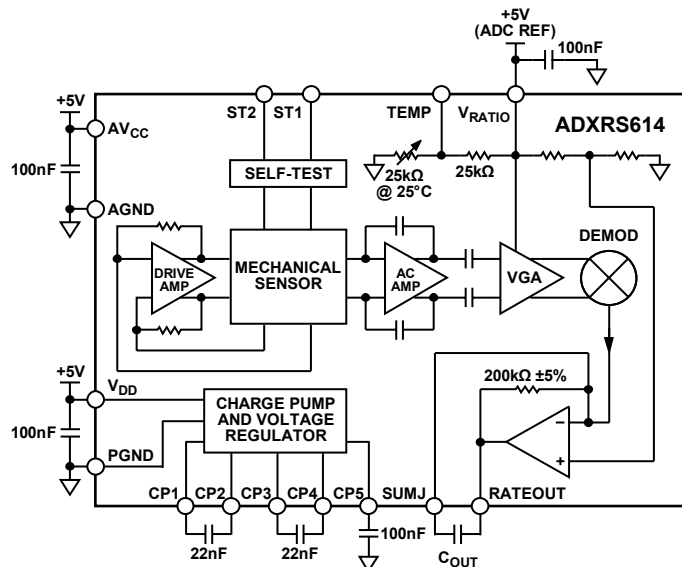 +5V
(ADC REF)
100nF
+5V
ST2
ST1
TEMP
VRATIO
ADXRS614
AVCC
100nF
25kΩ
@ 25°C
25kΩ
SELF-TEST
AGND
DEMOD
DRIVE
AMP
MECHANICAL
SENSOR
AC
AMP
VGA
+5V
VDD
200kΩ ±5%
CHARGE PUMP
AND VOLTAGE
REGULATOR
100nF
–
+
PGND
CP1
CP2
CP3
CP4
CP5
SUMJ
RATEOUT
22nF
22nF
100nF
COUT